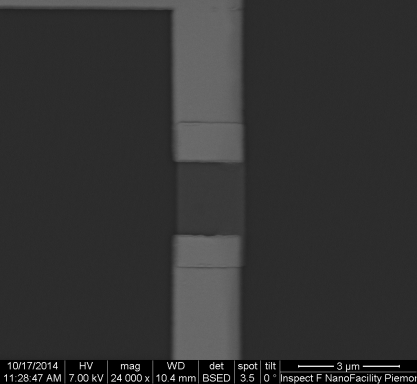 10/17/2014 HV mag WD det spot tilt 3 µm
11:28:47 AM 7.00 kV 24 000 x 10.4 mm BSED 3.5 0 ° Inspect F NanoFacility Piemon